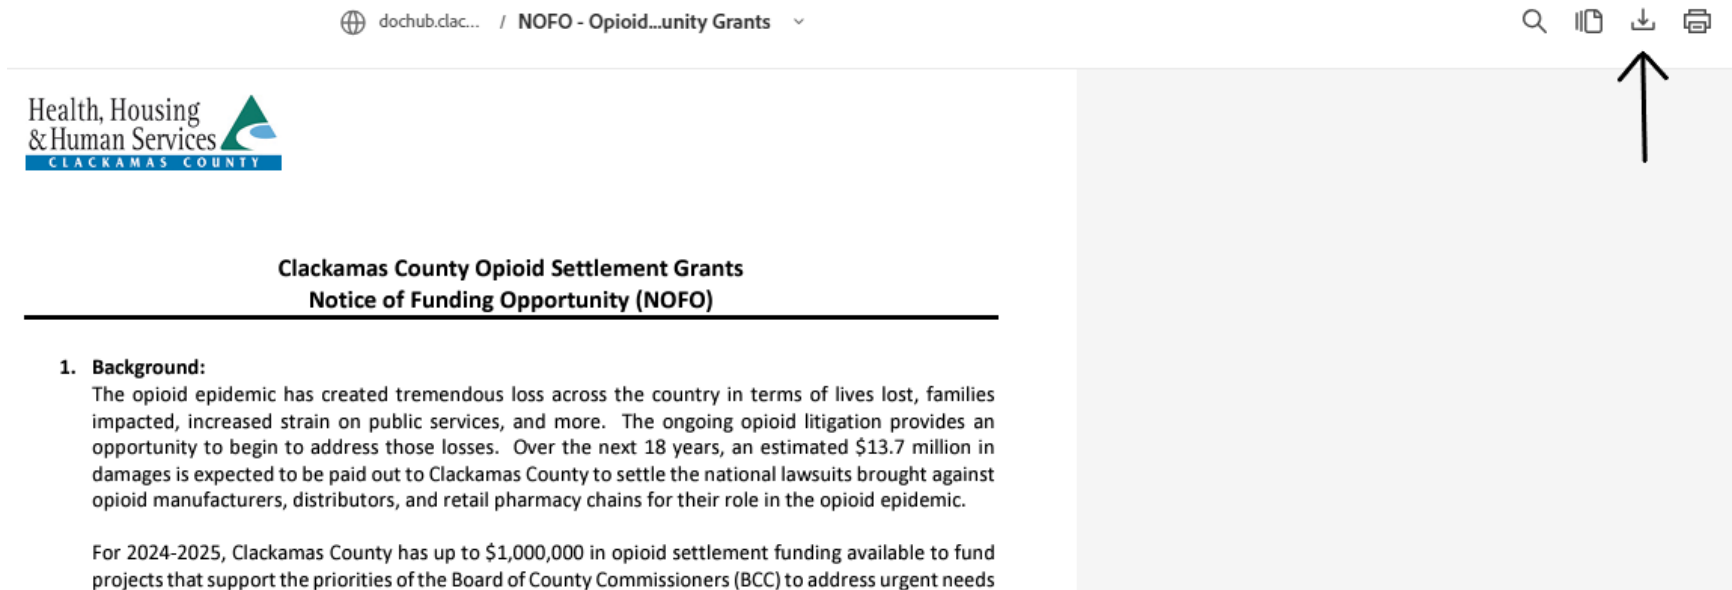 dochub.clac... / NOFO - Opioid...unity Grants
Health, Housing
& Human Services
CLACKAMAS COUNTY
Clackamas County Opioid Settlement Grants
Notice of Funding Opportunity (NOFO)
1. Background:
The opioid epidemic has created tremendous loss across the country in terms of lives lost, families
impacted, increased strain on public services, and more. The ongoing opioid litigation provides an
opportunity to begin to address those losses. Over the next 18 years, an estimated $13.7 million in
damages is expected to be paid out to Clackamas County to settle the national lawsuits brought against
opioid manufacturers, distributors, and retail pharmacy chains for their role in the opioid epidemic.
For 2024-2025, Clackamas County has up to $1,000,000 in opioid settlement funding available to fund
projects that support the priorities of the Board of County Commissioners (BCC) to address urgent needs